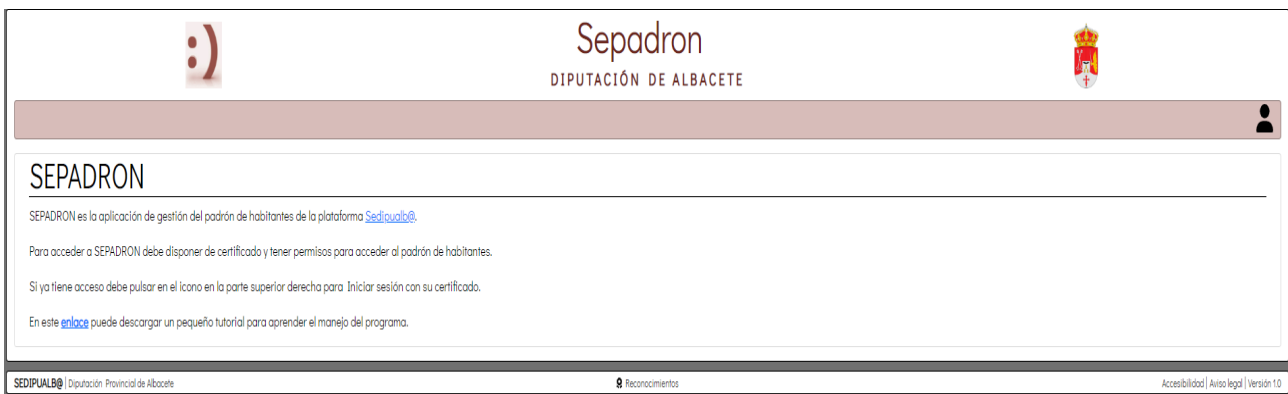 :)
Sepadron
DIPUTACIÓN DE ALBACETE
SEPADRON
SEPADRON es la aplicación de gestión del padrón de habitantes de la plataforma Sedipualb@.
Para acceder a SEPADRON debe disponer de certificado y tener permisos para acceder al padrón de habitantes.
Si ya tiene acceso debe pulsar en el icono en la parte superior derecha para Iniciar sesión con su certificado.
En este enlace puede descargar un pequeño tutorial para aprender el manejo del programa.
SEDIPUALB@ | Diputación Provincial de Albacete
Reconocimientos
Accesibilidad | Aviso legal | Versión 1.0